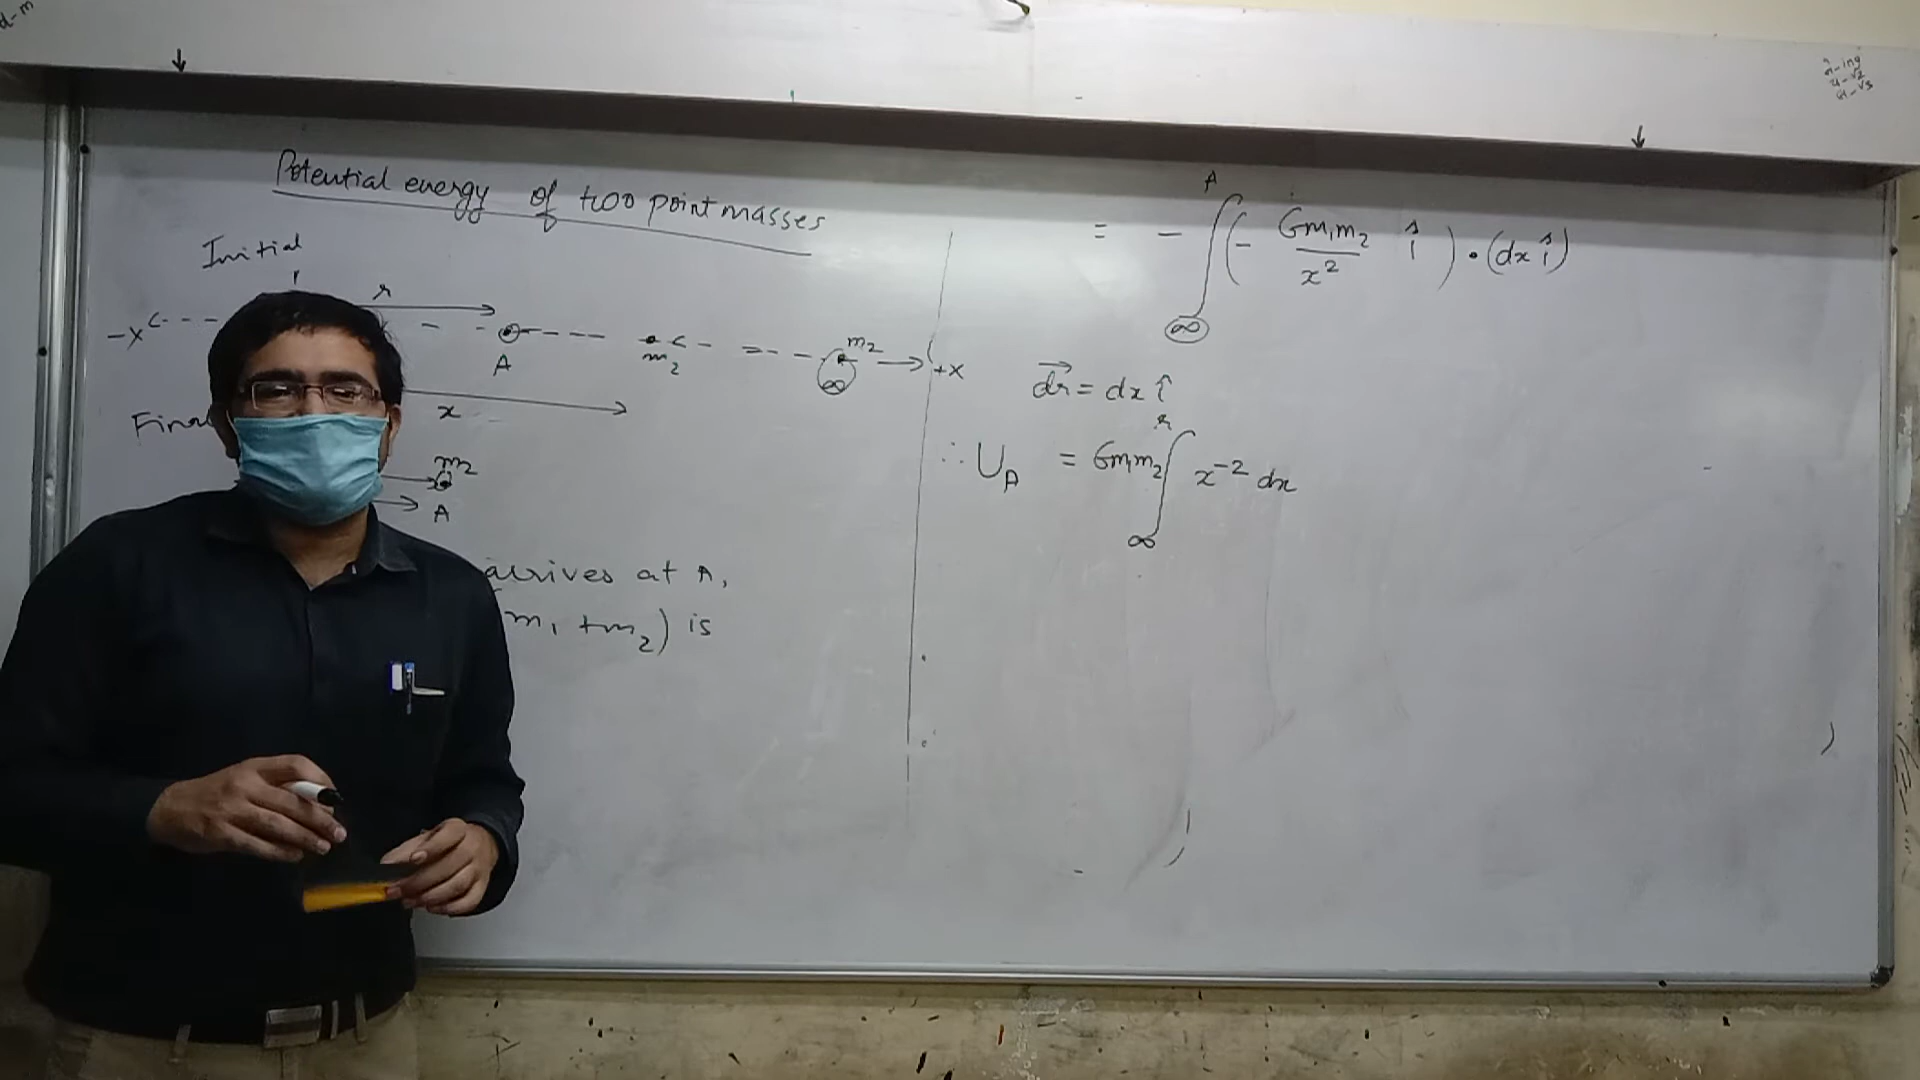 Potential energy of two point masses
Initial
r
-X A m₂ m₂ ∞ +X
x
Final
m₂
A
arrives at A,
m₁ + m₂) is
= - ∫_∞^A (- Gm₁m₂/x² î) • (dx î)
dr⃗ = dx î
∴ U_A = Gm₁m₂ ∫_∞^r x⁻² dx